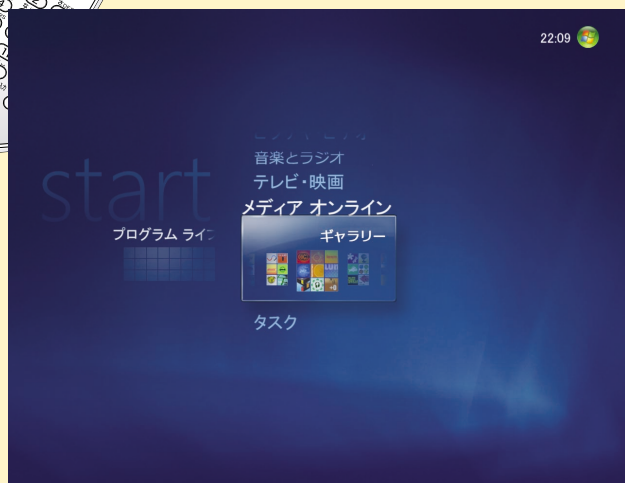 22:09
start
音楽とラジオ
テレビ・映画
メディア オンライン
プログラム ライブ
ギャラリー
タスク